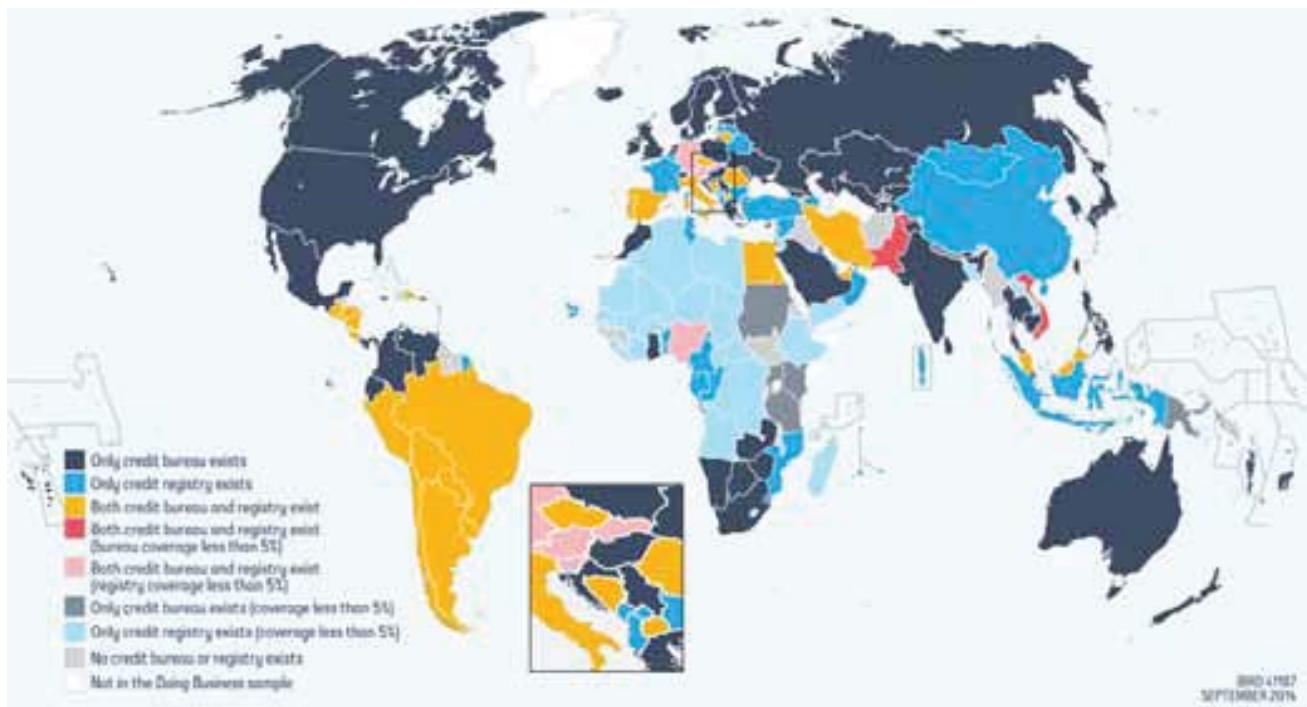 Only credit bureau exists
Only credit registry exists
Both credit bureau and registry exist
Both credit bureau and registry exist
(bureau coverage less than 5%)
Both credit bureau and registry exist
(registry coverage less than 5%)
Only credit bureau exists (coverage less than 5%)
Only credit registry exists (coverage less than 5%)
No credit bureau or registry exists
Not in the Doing Business sample
SEPTEMBER 2014